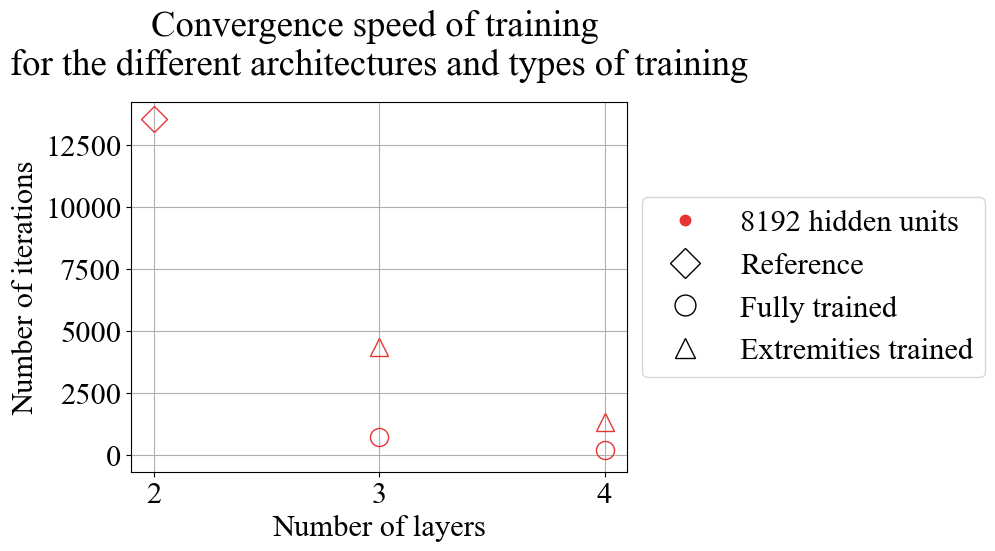 Convergence speed of training
for the different architectures and types of training
Number of iterations
12500
10000
7500
5000
2500
0
2
3
4
Number of layers
8192 hidden units
Reference
Fully trained
Extremities trained